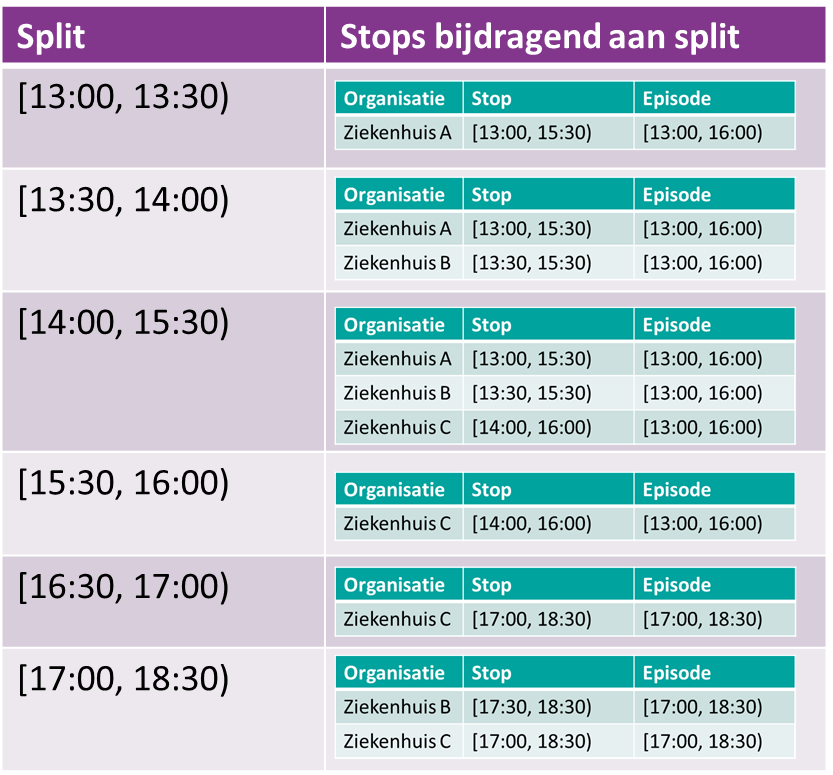 Split Stops bijdragend aan split
[13:00, 13:30)
Organisatie Stop Episode
Ziekenhuis A [13:00, 15:30) [13:00, 16:00)
[13:30, 14:00)
Organisatie Stop Episode
Ziekenhuis A [13:00, 15:30) [13:00, 16:00)
Ziekenhuis B [13:30, 15:30) [13:00, 16:00)
[14:00, 15:30)
Organisatie Stop Episode
Ziekenhuis A [13:00, 15:30) [13:00, 16:00)
Ziekenhuis B [13:30, 15:30) [13:00, 16:00)
Ziekenhuis C [14:00, 16:00) [13:00, 16:00)
[15:30, 16:00)
Organisatie Stop Episode
Ziekenhuis C [14:00, 16:00) [13:00, 16:00)
[16:30, 17:00)
Organisatie Stop Episode
Ziekenhuis C [17:00, 18:30) [17:00, 18:30)
[17:00, 18:30)
Organisatie Stop Episode
Ziekenhuis B [17:30, 18:30) [17:00, 18:30)
Ziekenhuis C [17:00, 18:30) [17:00, 18:30)